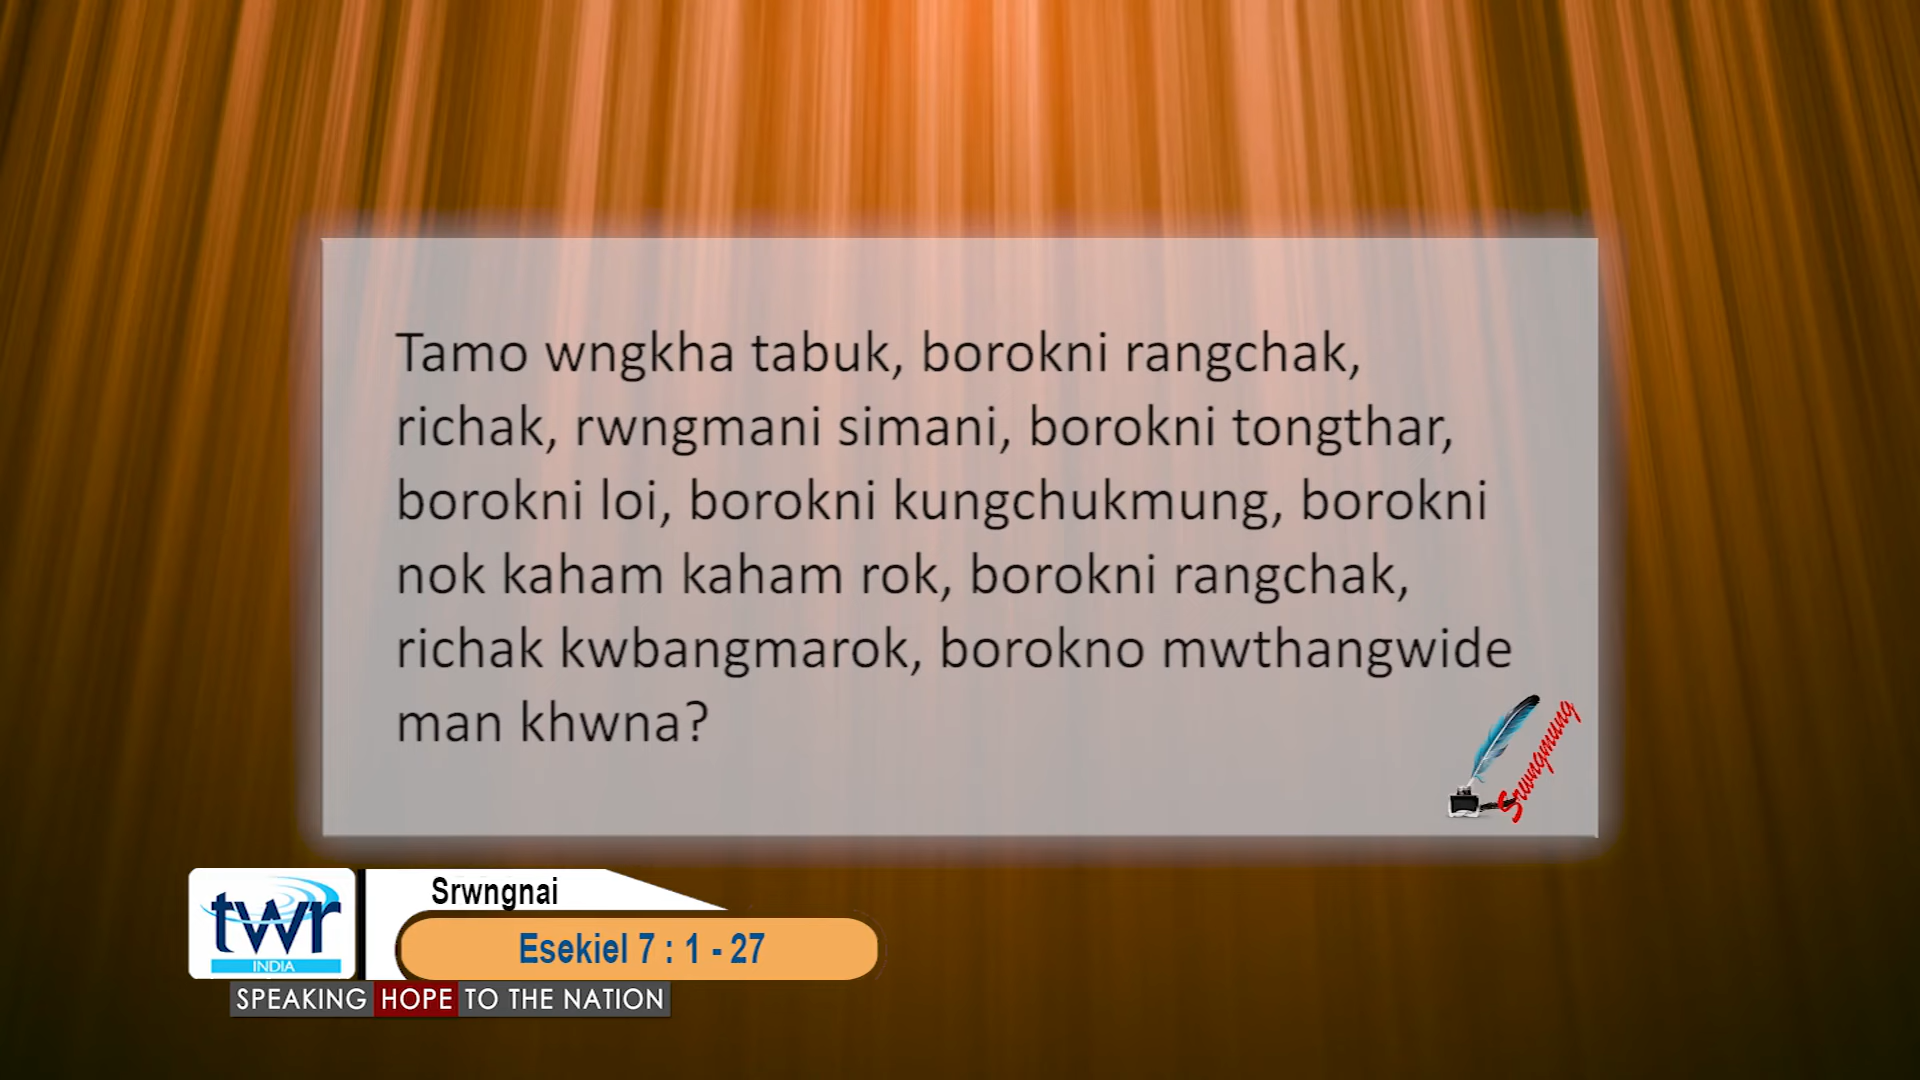 Tamo wngkha tabuk, borokni rangchak,
richak, rwngmani simani, borokni tongthar,
borokni loi, borokni kungchukmung, borokni
nok kaham kaham rok, borokni rangchak,
richak kwbangmarok, borokno mwthangwide
man khwna?
Srwngmung
twr
INDIA
Srwngnai
Esekiel 7 : 1 - 27
SPEAKING HOPE TO THE NATION